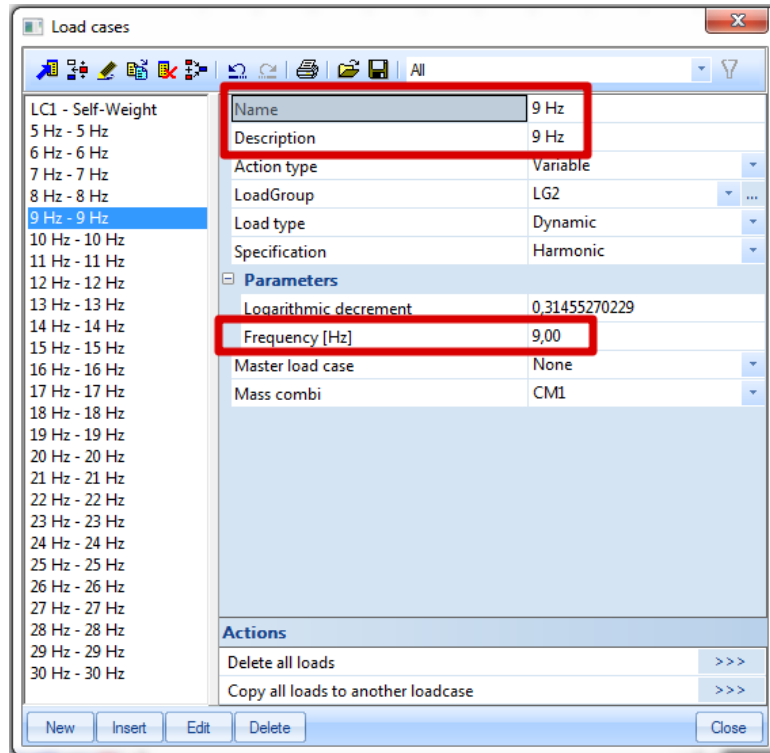 Load cases
All
LC1 - Self-Weight
5 Hz - 5 Hz
6 Hz - 6 Hz
7 Hz - 7 Hz
8 Hz - 8 Hz
9 Hz - 9 Hz
10 Hz - 10 Hz
11 Hz - 11 Hz
12 Hz - 12 Hz
13 Hz - 13 Hz
14 Hz - 14 Hz
15 Hz - 15 Hz
16 Hz - 16 Hz
17 Hz - 17 Hz
18 Hz - 18 Hz
19 Hz - 19 Hz
20 Hz - 20 Hz
21 Hz - 21 Hz
22 Hz - 22 Hz
23 Hz - 23 Hz
24 Hz - 24 Hz
25 Hz - 25 Hz
26 Hz - 26 Hz
27 Hz - 27 Hz
28 Hz - 28 Hz
29 Hz - 29 Hz
30 Hz - 30 Hz
Name 9 Hz
Description 9 Hz
Action type Variable
LoadGroup LG2 ...
Load type Dynamic
Specification Harmonic
Parameters
Logarithmic decrement 0,31455270229
Frequency [Hz] 9,00
Master load case None
Mass combi CM1
Actions
Delete all loads >>>
Copy all loads to another loadcase >>>
New Insert Edit Delete Close